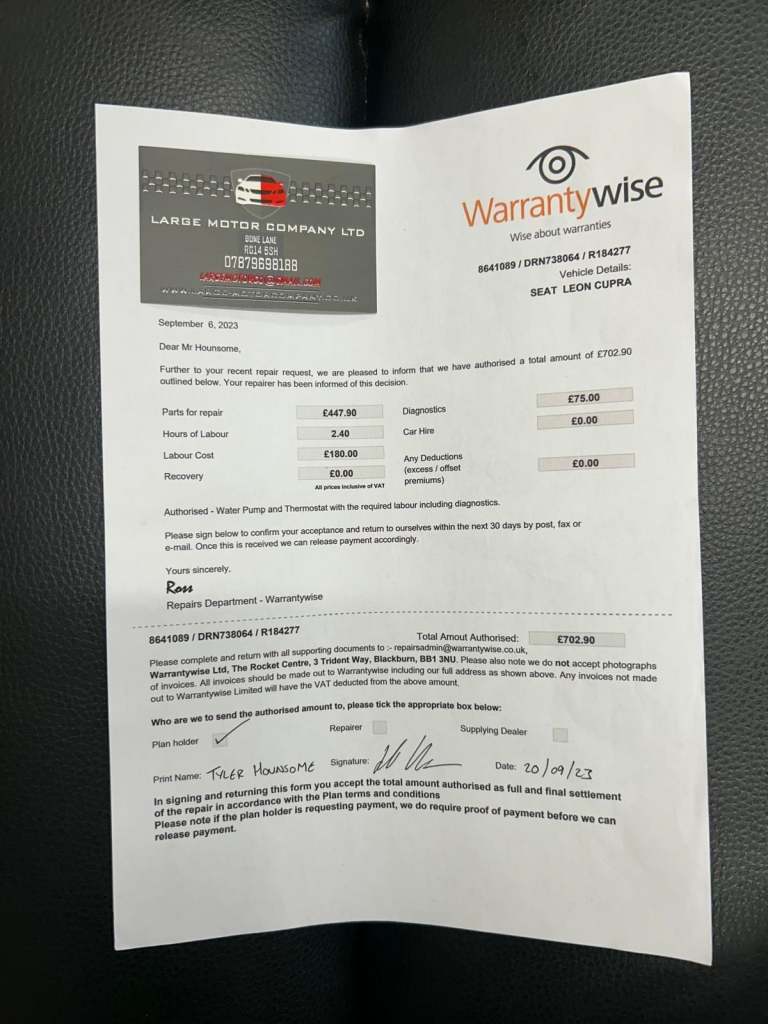 LARGE MOTOR COMPANY LTD
BONE LANE
RG14 5SH
07879698188
LARGEMOTORCO@GMAIL.COM
WWW.LARGE-MOTORCOMPANY.CO.UK
Warrantywise
Wise about warranties
8641089 / DRN738064 / R184277
Vehicle Details:
SEAT LEON CUPRA
September 6, 2023
Dear Mr Hounsome,
Further to your recent repair request, we are pleased to inform that we have authorised a total amount of £702.90
outlined below. Your repairer has been informed of this decision.
Parts for repair £447.90 Diagnostics £75.00
Hours of Labour 2.40 Car Hire £0.00
Labour Cost £180.00 Any Deductions £0.00
(excess / offset
premiums)
Recovery £0.00
All prices inclusive of VAT
Authorised - Water Pump and Thermostat with the required labour including diagnostics.
Please sign below to confirm your acceptance and return to ourselves within the next 30 days by post, fax or
e-mail. Once this is received we can release payment accordingly.
Yours sincerely,
Ross
Repairs Department - Warrantywise
8641089 / DRN738064 / R184277
Total Amout Authorised: £702.90
Please complete and return with all supporting documents to :- repairsadmin@warrantywise.co.uk,
Warrantywise Ltd, The Rocket Centre, 3 Trident Way, Blackburn, BB1 3NU. Please also note we do not accept photographs
of invoices. All invoices should be made out to Warrantywise including our full address as shown above. Any invoices not made
out to Warrantywise Limited will have the VAT deducted from the above amount.
Who are we to send the authorised amount to, please tick the appropriate box below:
Plan holder ✓ Repairer Supplying Dealer
Print Name: TYLER HOUNSOME Signature: Date: 20/09/23
In signing and returning this form you accept the total amount authorised as full and final settlement
of the repair in accordance with the Plan terms and conditions
Please note if the plan holder is requesting payment, we do require proof of payment before we can
release payment.